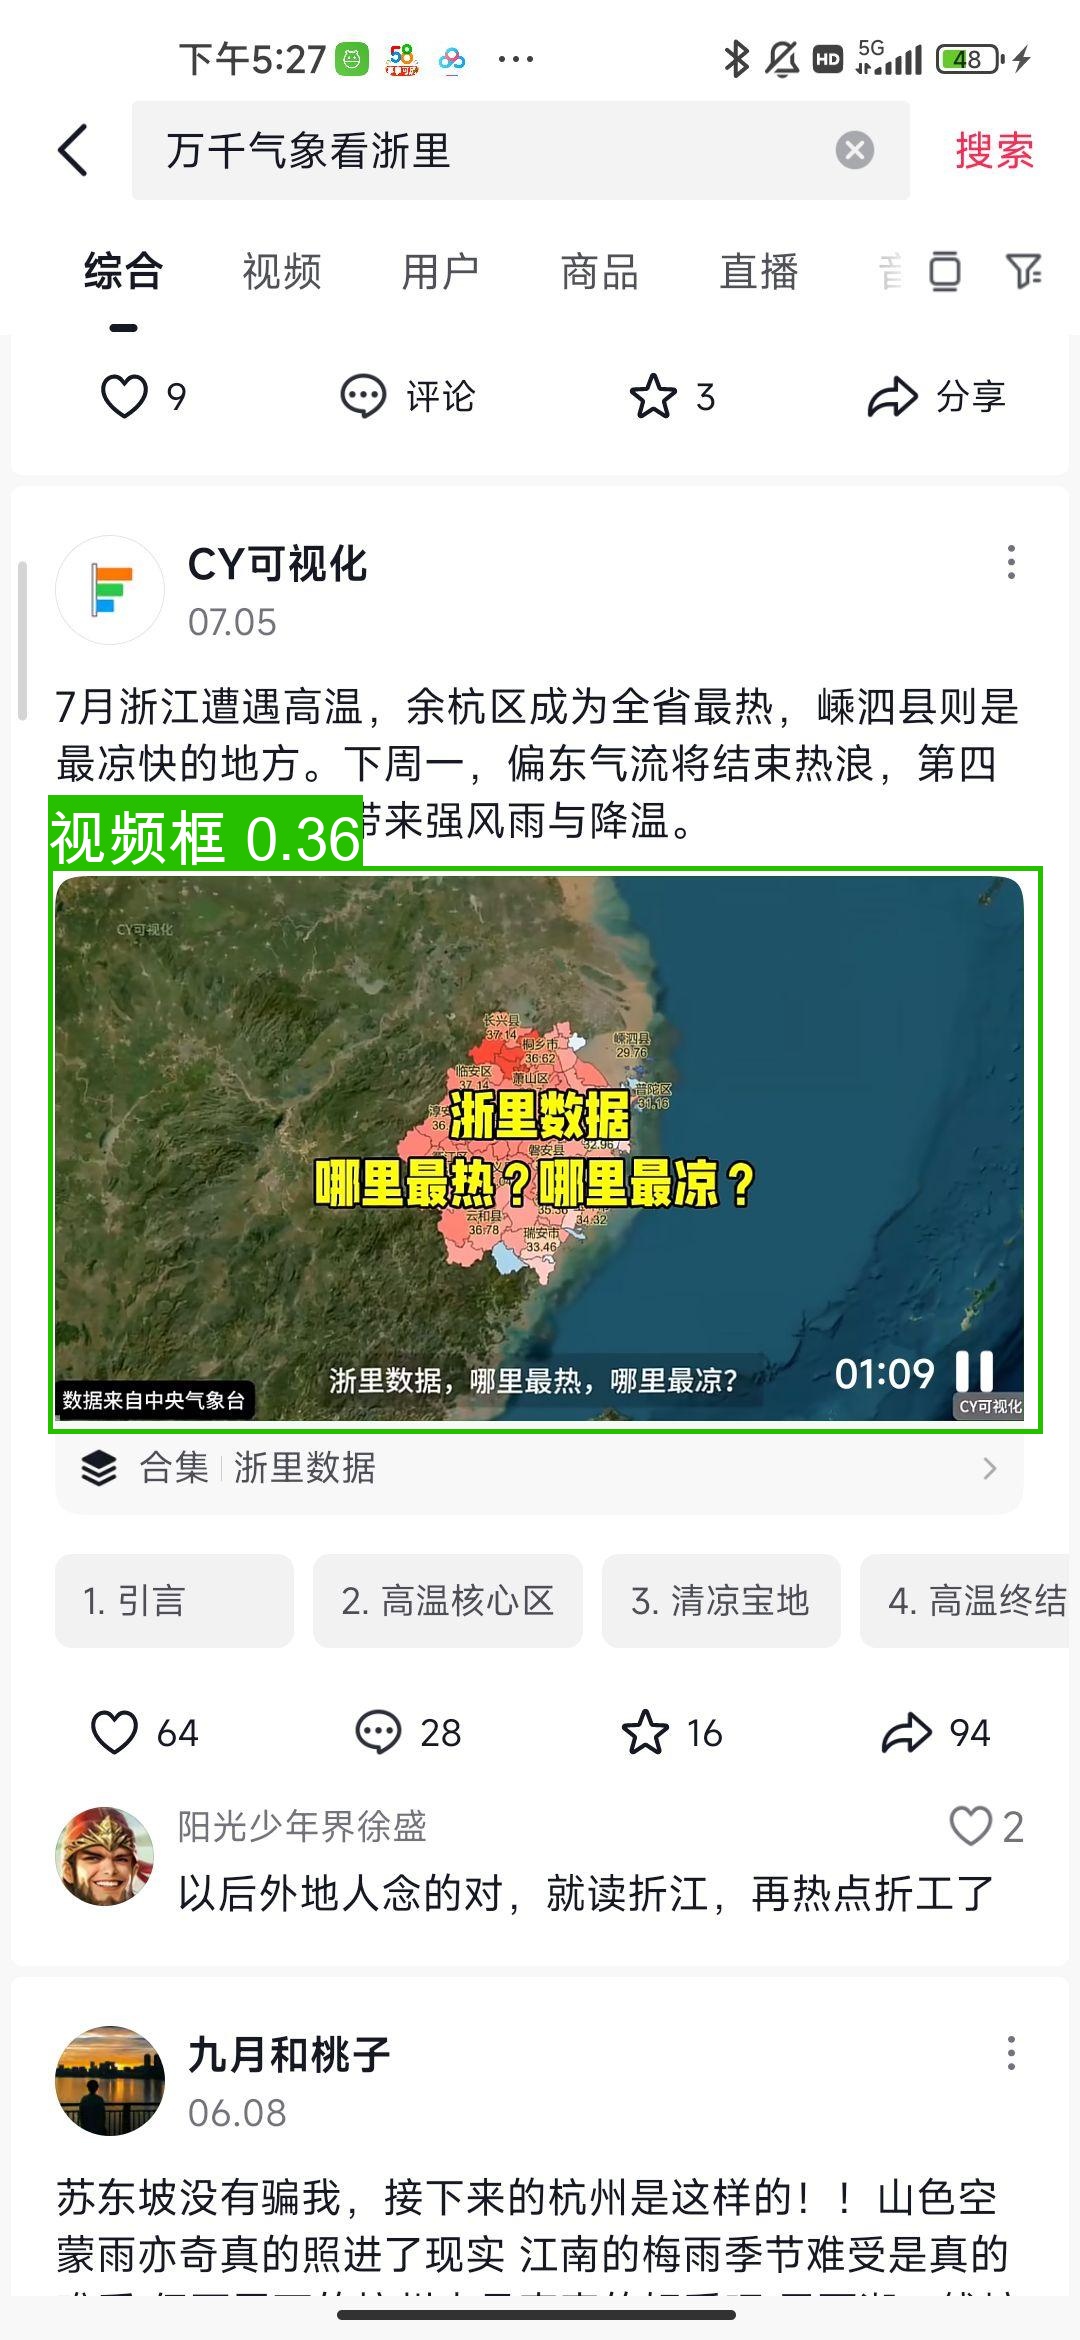 下午5:27
58
HD
5G
48
万千气象看浙里
搜索
综合
视频
用户
商品
直播
9
评论
3
分享
CY可视化
07.05
7月浙江遭遇高温，余杭区成为全省最热，嵊泗县则是
最凉快的地方。下周一，偏东气流将结束热浪，第四
带来强风雨与降温。
视频框 0.36
CY可视化
长兴县
37.14
桐乡市
36.62
嵊泗县
29.76
临安区
37.14
萧山区
普陀区
31.16
36.
浙里数据
32.96
磐安县
哪里最热？哪里最凉？
云和县
36.78
34.32
瑞安市
33.46
浙里数据，哪里最热，哪里最凉？
01:09
数据来自中央气象台
CY可视化
合集
浙里数据
1. 引言
2. 高温核心区
3. 清凉宝地
4. 高温终结
64
28
16
94
阳光少年界徐盛
2
以后外地人念的对，就读折江，再热点折工了
九月和桃子
06.08
苏东坡没有骗我，接下来的杭州是这样的！！山色空
蒙雨亦奇真的照进了现实 江南的梅雨季节难受是真的